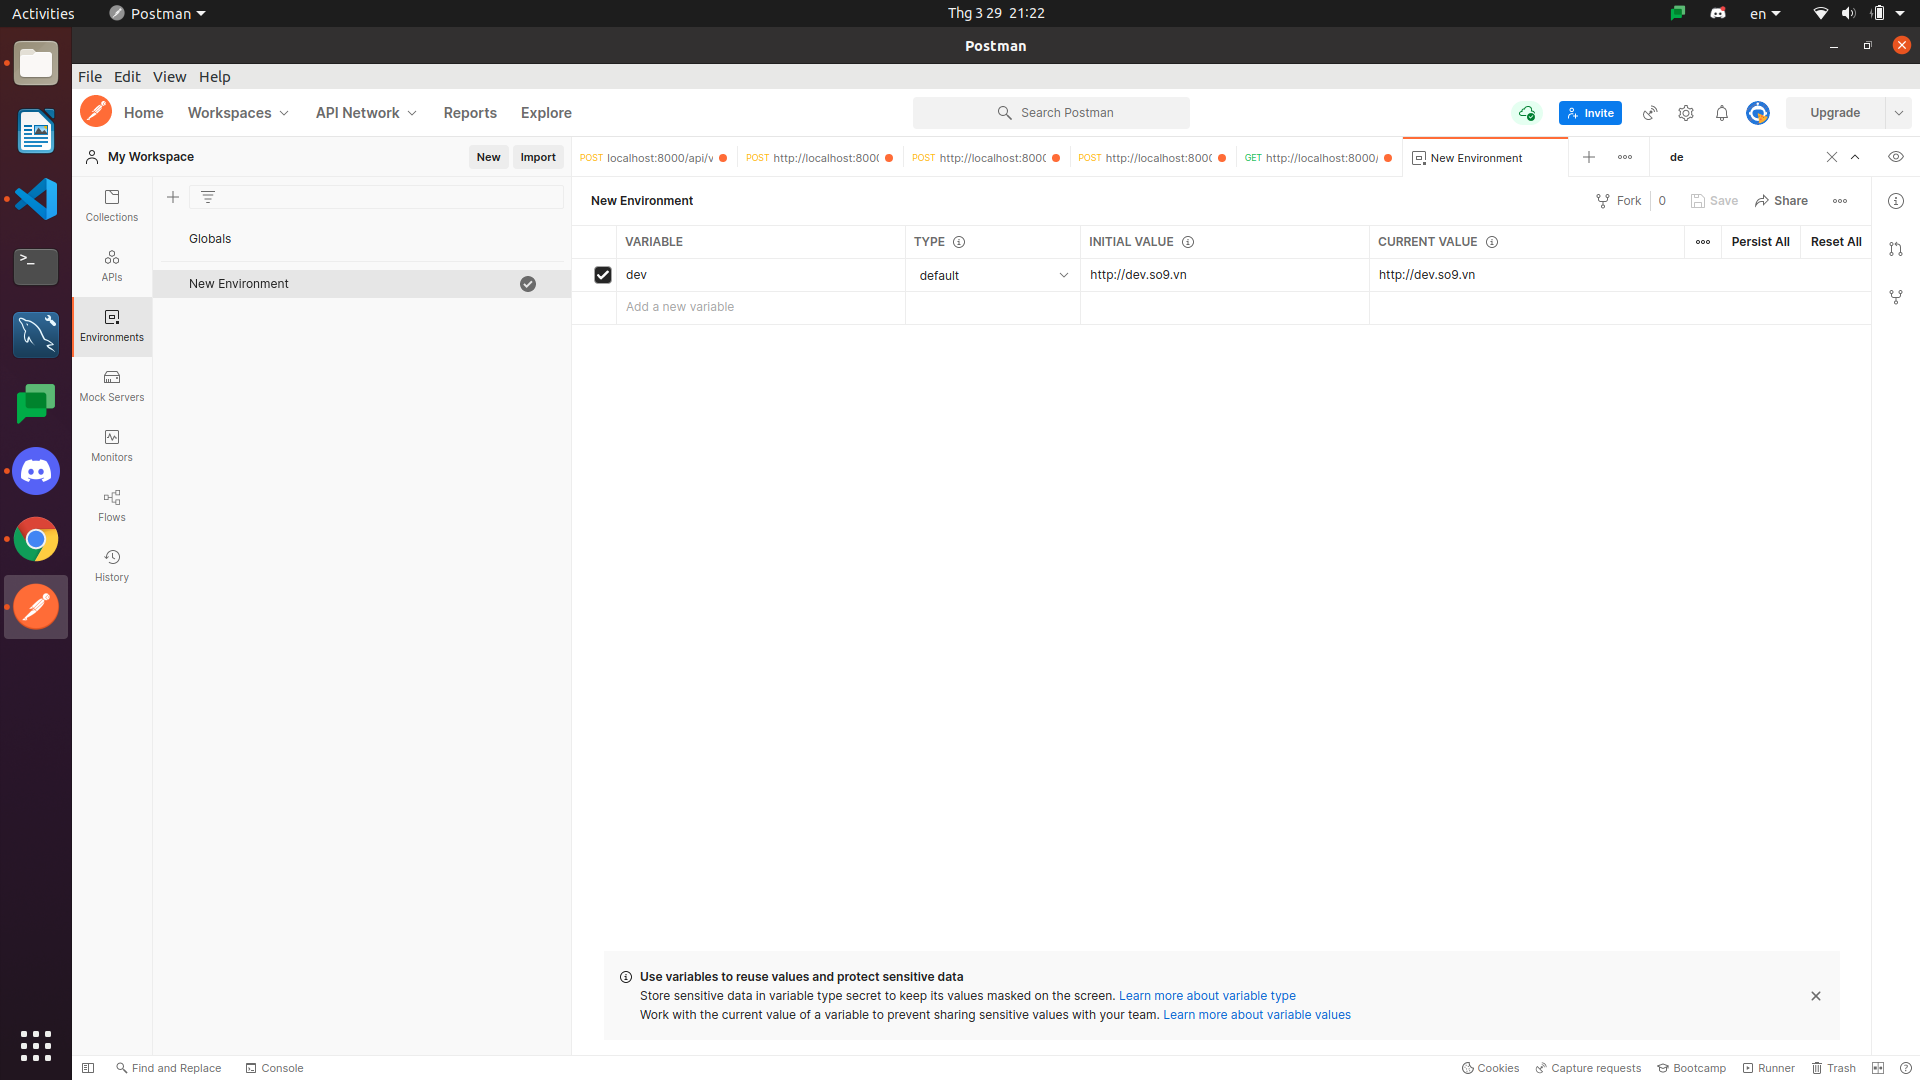 Activities
Postman
Thg 3 29 21:22
en
Postman
File Edit View Help
Home Workspaces API Network Reports Explore
Search Postman
Invite
Upgrade
My Workspace
New Import
POST localhost:8000/api/v
POST http://localhost:8000
POST http://localhost:8000
POST http://localhost:8000
GET http://localhost:8000/
New Environment
de
Collections
APIs
Environments
Mock Servers
Monitors
Flows
History
Globals
New Environment
New Environment
Fork 0 Save Share
VARIABLE TYPE INITIAL VALUE CURRENT VALUE Persist All Reset All
dev default http://dev.so9.vn http://dev.so9.vn
Add a new variable
Use variables to reuse values and protect sensitive data
Store sensitive data in variable type secret to keep its values masked on the screen. Learn more about variable type
Work with the current value of a variable to prevent sharing sensitive values with your team. Learn more about variable values
Find and Replace Console
Cookies Capture requests Bootcamp Runner Trash